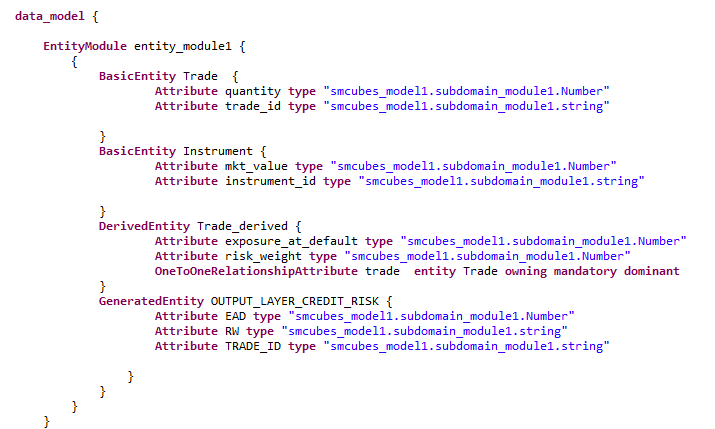 data_model {
EntityModule entity_module1 {
{
BasicEntity Trade {
Attribute quantity type "smcubes_model1.subdomain_module1.Number"
Attribute trade_id type "smcubes_model1.subdomain_module1.string"
}
BasicEntity Instrument {
Attribute mkt_value type "smcubes_model1.subdomain_module1.Number"
Attribute instrument_id type "smcubes_model1.subdomain_module1.string"
}
DerivedEntity Trade_derived {
Attribute exposure_at_default type "smcubes_model1.subdomain_module1.Number"
Attribute risk_weight type "smcubes_model1.subdomain_module1.Number"
OneToOneRelationshipAttribute trade entity Trade owning mandatory dominant
}
GeneratedEntity OUTPUT_LAYER_CREDIT_RISK {
Attribute EAD type "smcubes_model1.subdomain_module1.Number"
Attribute RW type "smcubes_model1.subdomain_module1.string"
Attribute TRADE_ID type "smcubes_model1.subdomain_module1.string"
}
}
}
}